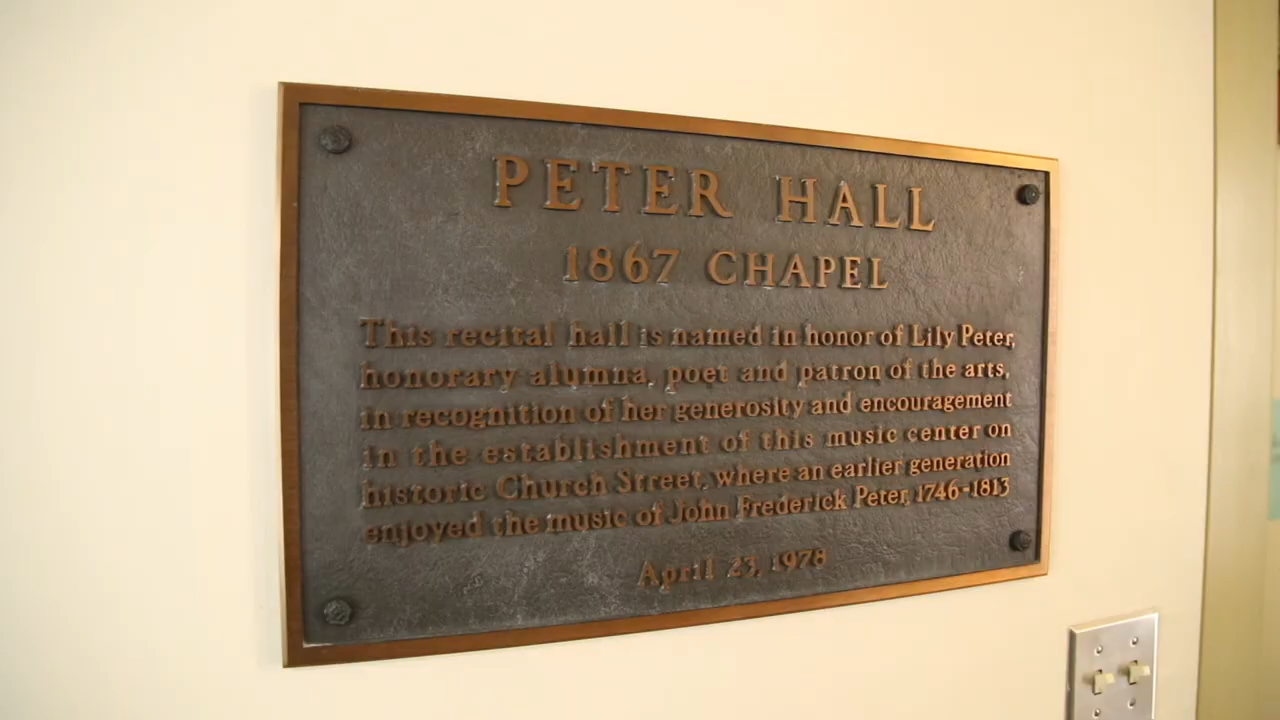 PETER HALL
1867 CHAPEL
This recital hall is named in honor of Lily Peter,
honorary alumna, poet and patron of the arts,
in recognition of her generosity and encouragement
in the establishment of this music center on
historic Church Street, where an earlier generation
enjoyed the music of John Frederick Peter, 1746-1813
April 23, 1978